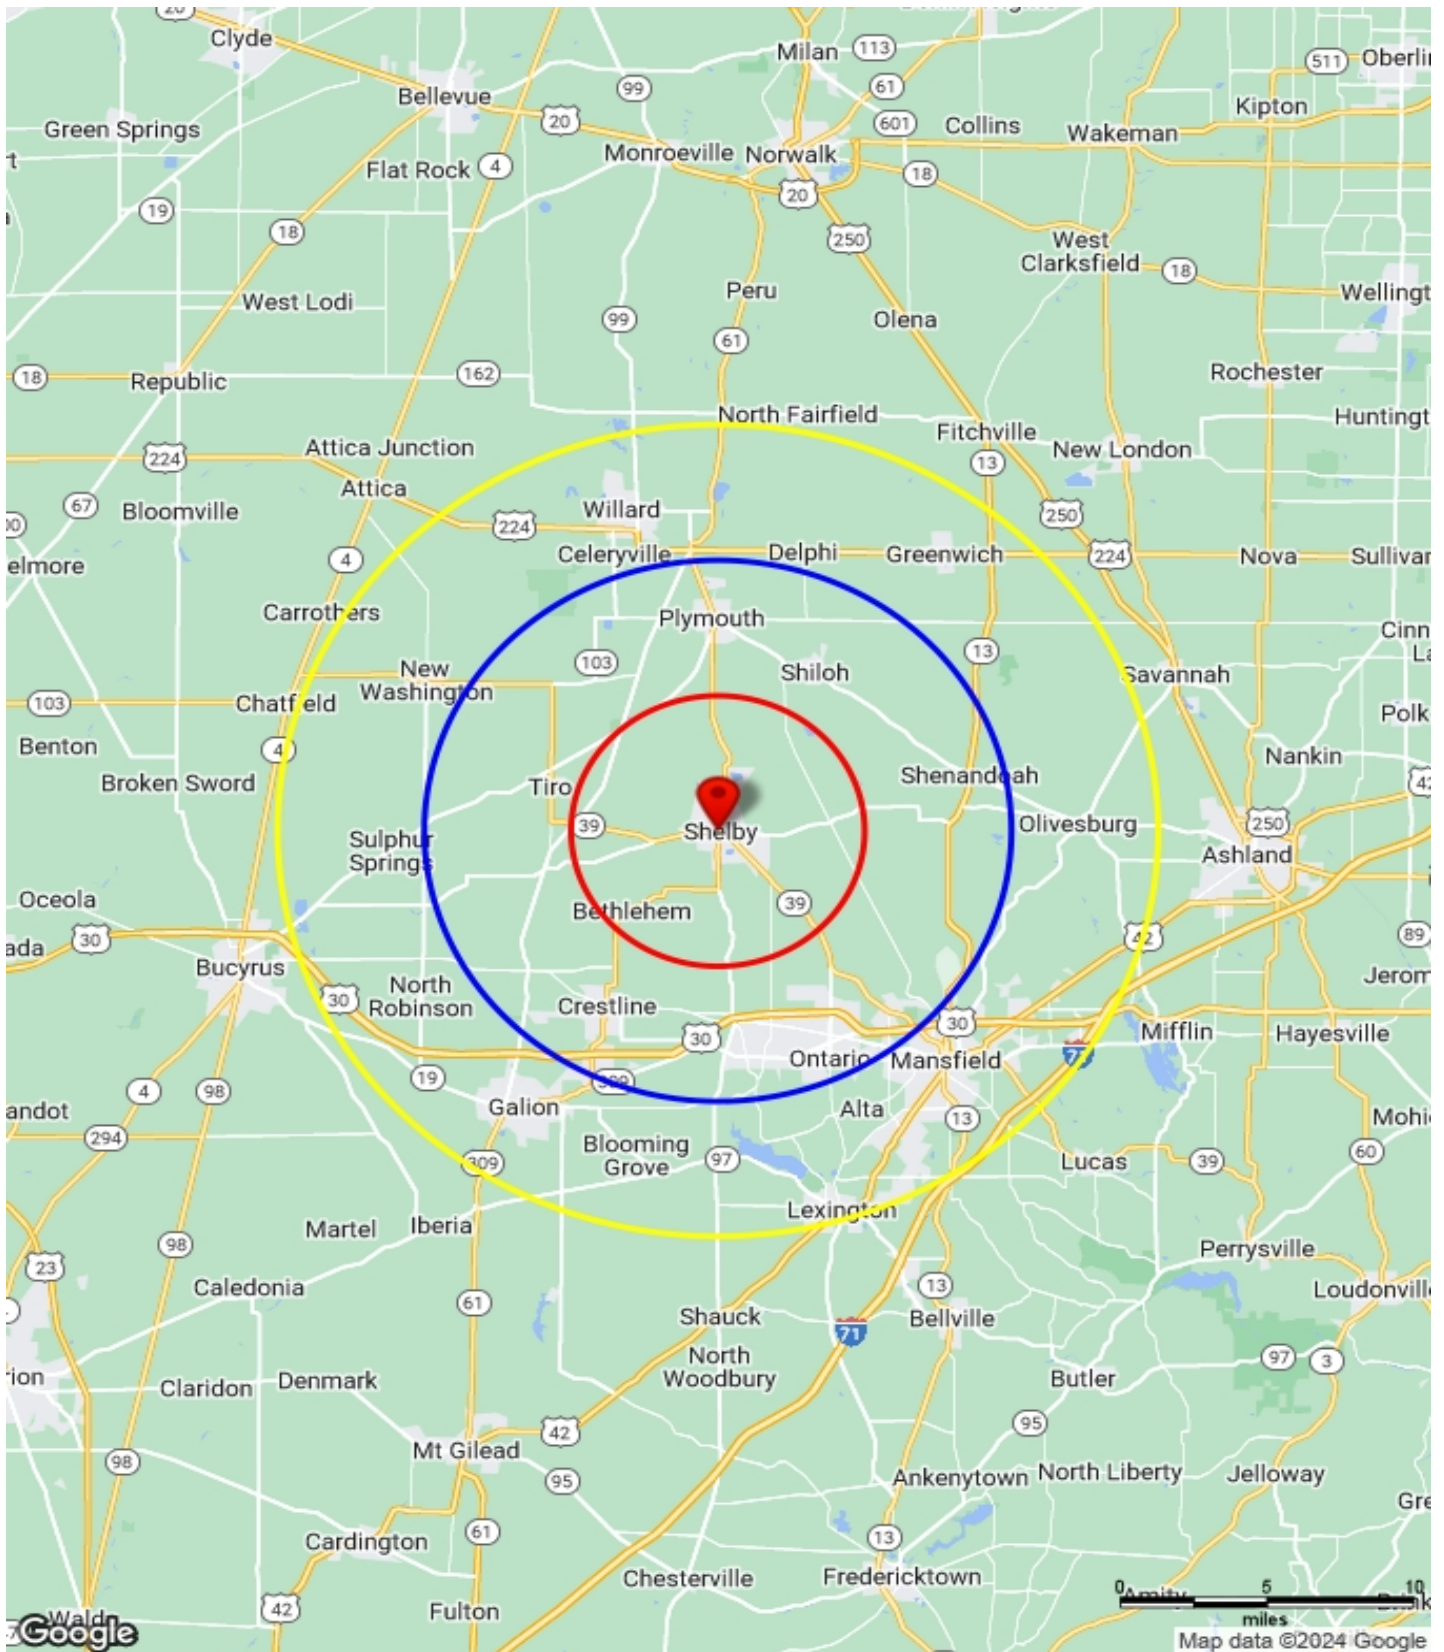 20
Clyde
Milan
113
511
99
61
Bellevue
20
601
Collins
Kipton
Wakeman
Green Springs
Monroeville
Norwalk
Flat Rock
4
18
20
19
18
250
West
Clarksfield
18
Peru
West Lodi
99
Olena
61
18
Republic
162
Rochester
North Fairfield
Fitchville
New London
Attica Junction
224
13
Attica
67
Bloomville
Willard
224
250
Celeryville
Delphi
Greenwich
224
Nova
4
Carrothers
Plymouth
13
103
Shiloh
New
Washington
Savannah
103
Chatfield
4
Benton
Nankin
Broken Sword
Tiro
Shenandoah
39
Shelby
Olivesburg
250
Sulphur
Springs
Ashland
Oceola
Bethlehem
39
30
42
89
Bucyrus
30
North
Robinson
Crestline
30
30
Mifflin
Hayesville
Ontario
Mansfield
19
4
98
Galion
Alta
13
294
Blooming
Grove
97
309
Lucas
39
60
Lexington
Martel
Iberia
98
Perrysville
23
Caledonia
13
61
Shauck
71
Bellville
North
Woodbury
97
3
Claridon
Denmark
Butler
42
95
Mt Gilead
98
95
Ankenytown
North Liberty
Jelloway
61
Cardington
13
Chesterville
Fredericktown
0
5
10
Amity
42
Fulton
miles
Google
Map data ©2024 Google